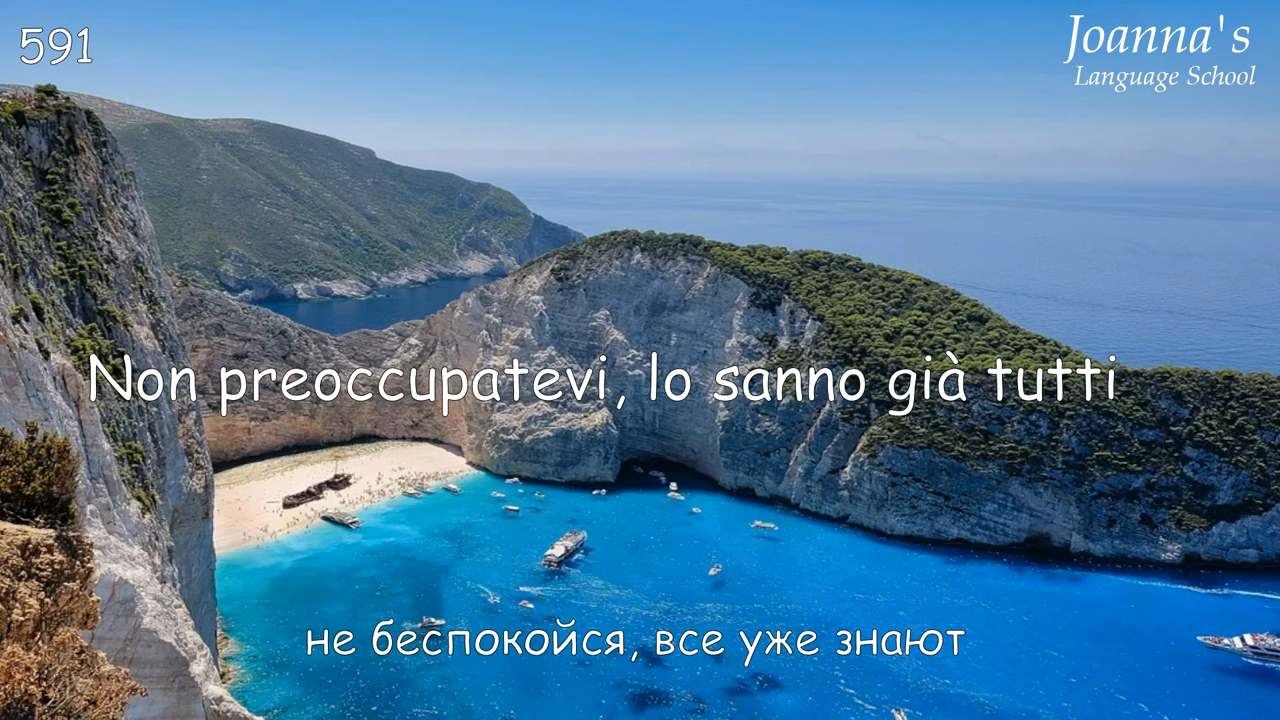 591
Joanna's
Language School
Non preoccupatevi, lo sanno già tutti
не беспокойся, все уже знают